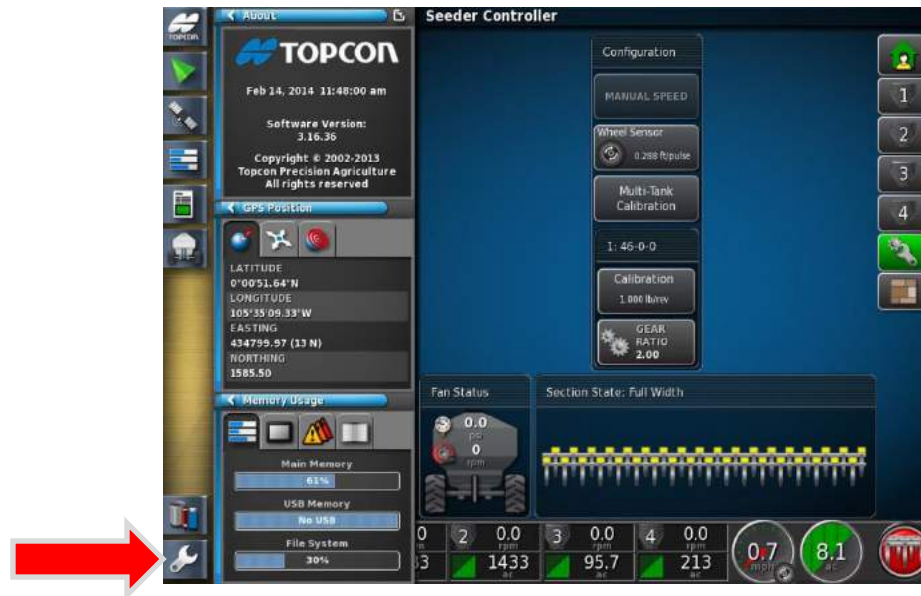 TOPCON
About
Seeder Controller
TOPCON
Feb 14, 2014 11:48:00 am
Software Version:
3.16.36
Copyright © 2002-2013
Topcon Precision Agriculture
All rights reserved
GPS Position
LATITUDE
0°00'51.64"N
LONGITUDE
105°35'09.33"W
EASTING
434799.97 (13 N)
NORTHING
1585.50
Memory Usage
Main Memory
61%
USB Memory
No USB
File System
30%
Configuration
MANUAL SPEED
Wheel Sensor
0.288 ft/pulse
Multi-Tank
Calibration
1: 46-0-0
Calibration
1.000 lb/rev
GEAR
RATIO
2.00
1
2
3
4
Fan Status
0.0
psi
0
rpm
Section State: Full Width
2 0.0 3 0.0 4 0.0
rpm rpm rpm
1433 95.7 213
ac ac ac
0.7
mph
8.1
ac